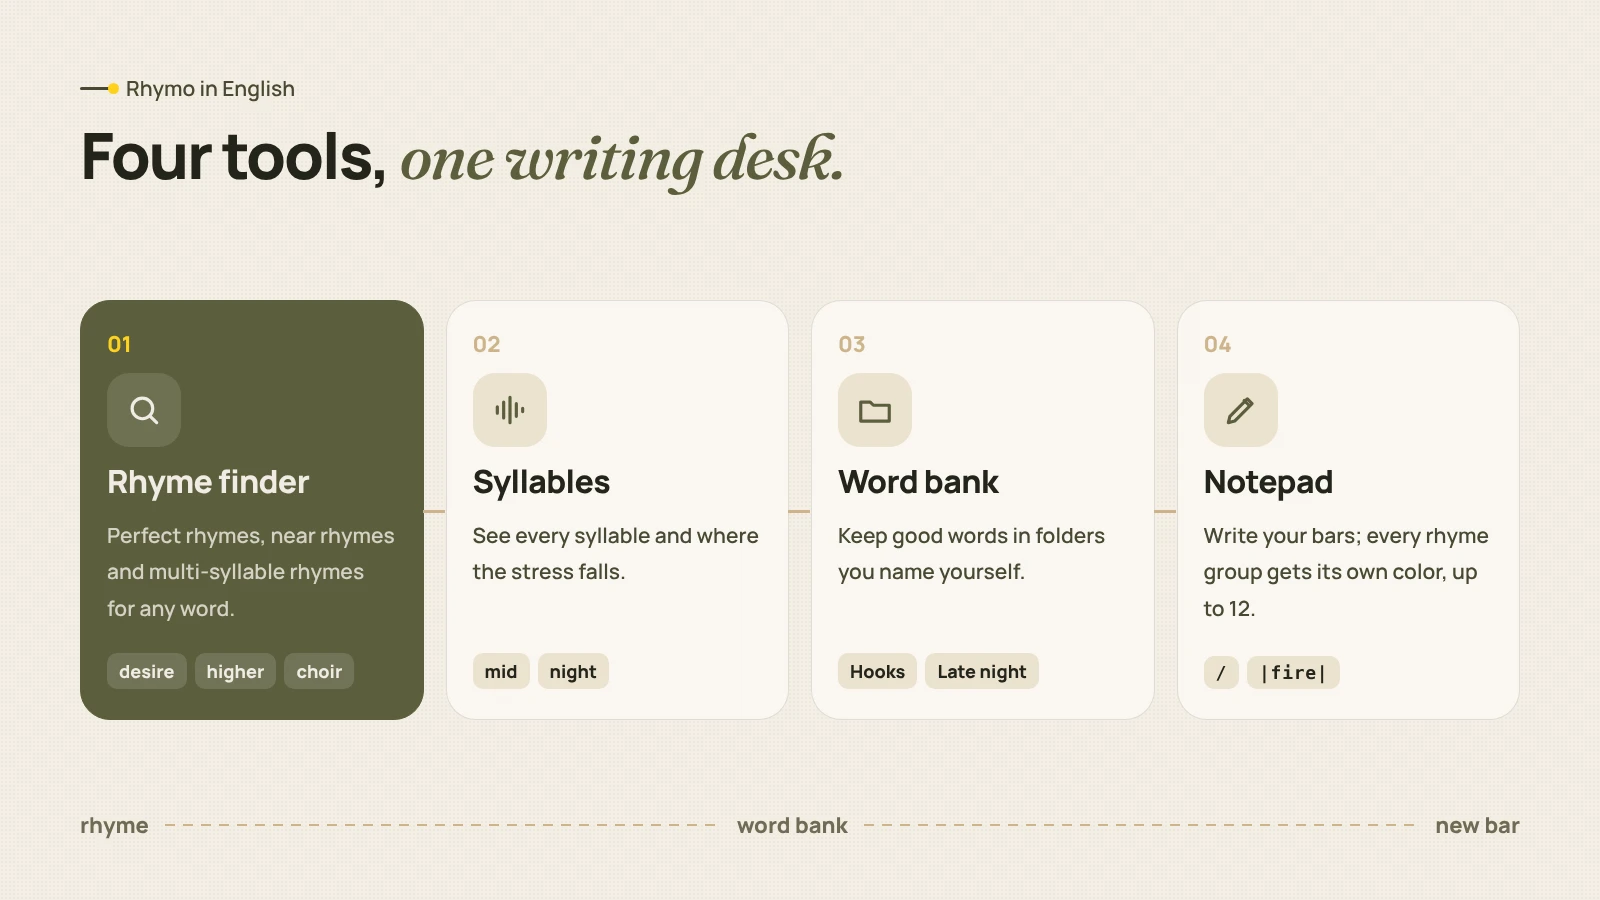 Rhymo in English
Four tools, one writing desk.
01
Rhyme finder
Perfect rhymes, near rhymes
and multi-syllable rhymes
for any word.
desire higher choir
02
Syllables
See every syllable and where
the stress falls.
mid night
03
Word bank
Keep good words in folders
you name yourself.
Hooks Late night
04
Notepad
Write your bars; every rhyme
group gets its own color, up
to 12.
/ |fire|
rhyme word bank new bar